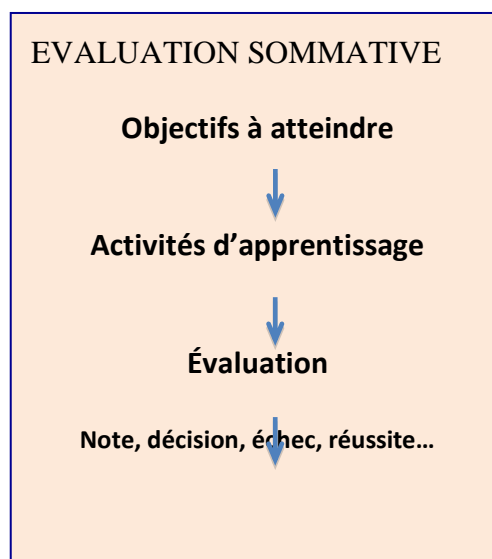 EVALUATION SOMMATIVE
Objectifs à atteindre
Activités d’apprentissage
Évaluation
Note, décision, échec, réussite…